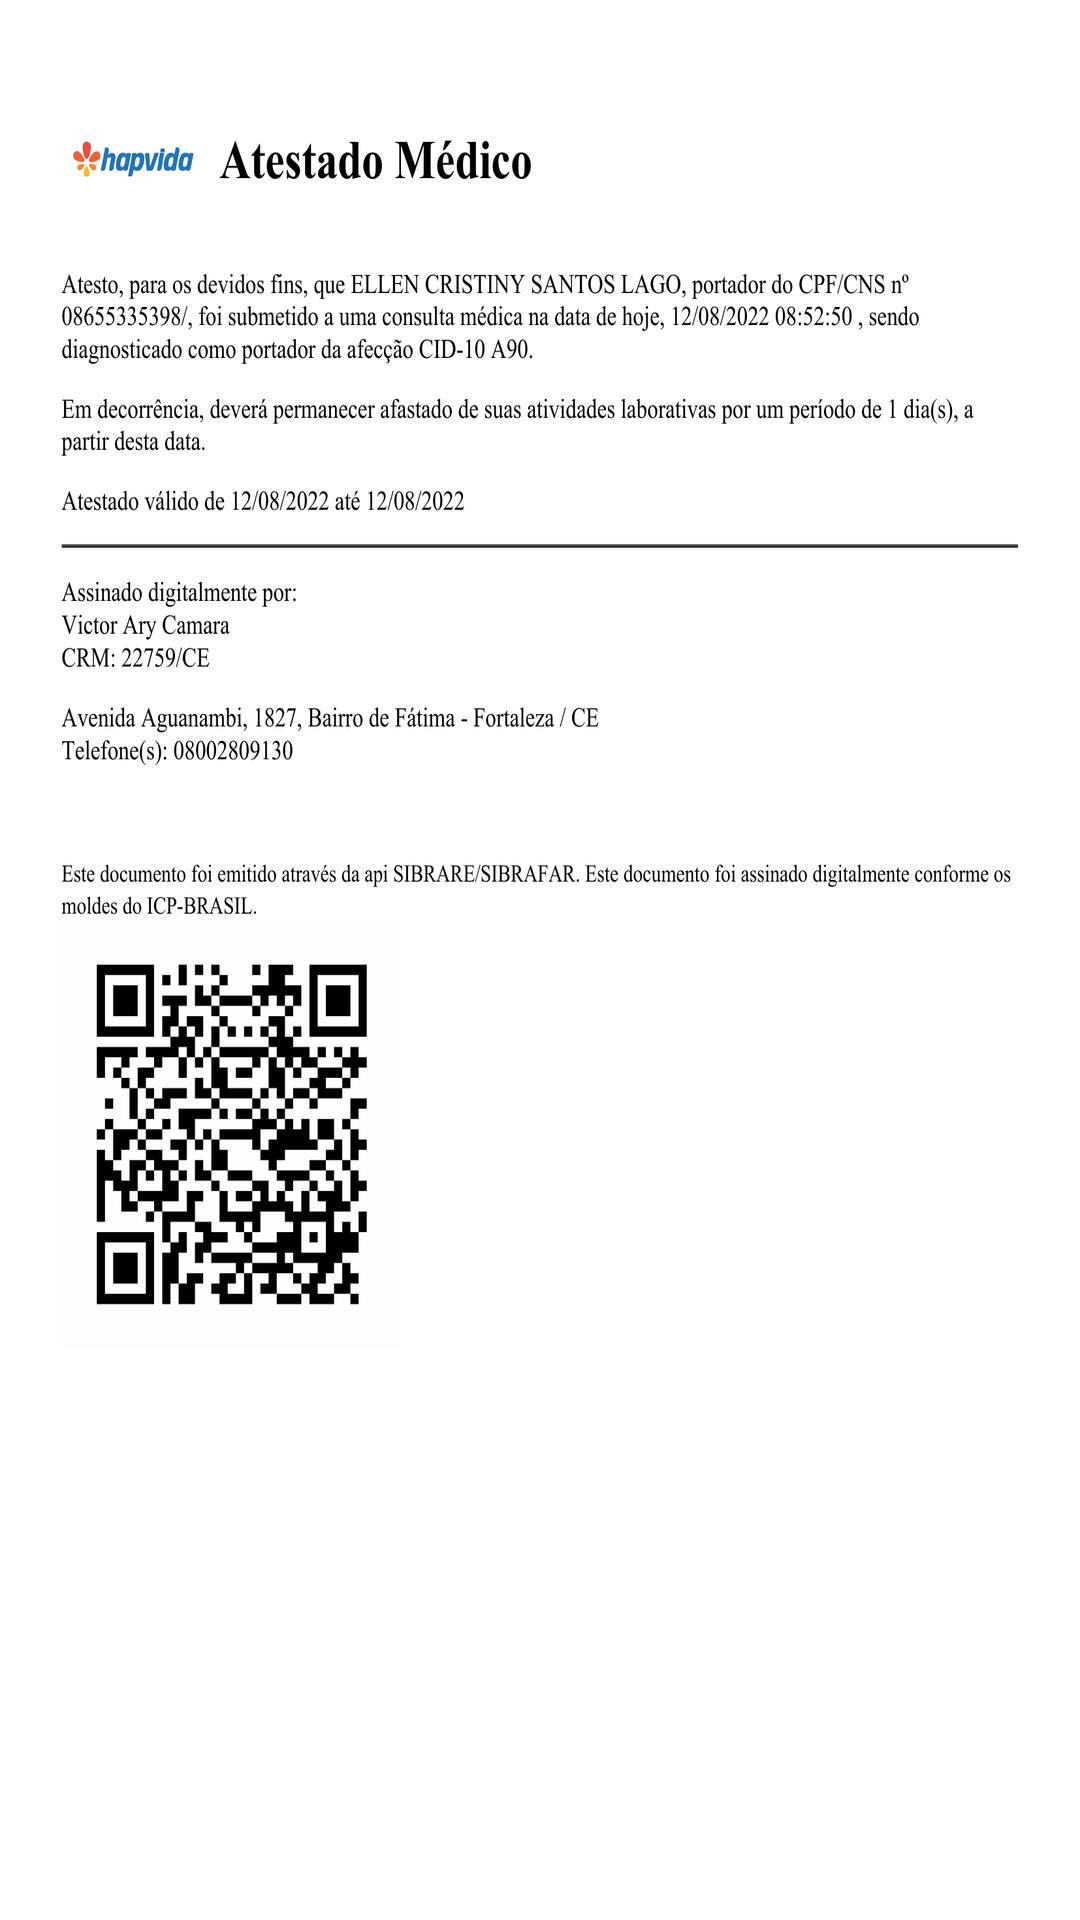 hapvida Atestado Médico
Atesto, para os devidos fins, que ELLEN CRISTINY SANTOS LAGO, portador do CPF/CNS nº
08655335398/, foi submetido a uma consulta médica na data de hoje, 12/08/2022 08:52:50 , sendo
diagnosticado como portador da afecção CID-10 A90.
Em decorrência, deverá permanecer afastado de suas atividades laborativas por um período de 1 dia(s), a
partir desta data.
Atestado válido de 12/08/2022 até 12/08/2022
Assinado digitalmente por:
Victor Ary Camara
CRM: 22759/CE
Avenida Aguanambi, 1827, Bairro de Fátima - Fortaleza / CE
Telefone(s): 08002809130
Este documento foi emitido através da api SIBRARE/SIBRAFAR. Este documento foi assinado digitalmente conforme os
moldes do ICP-BRASIL.